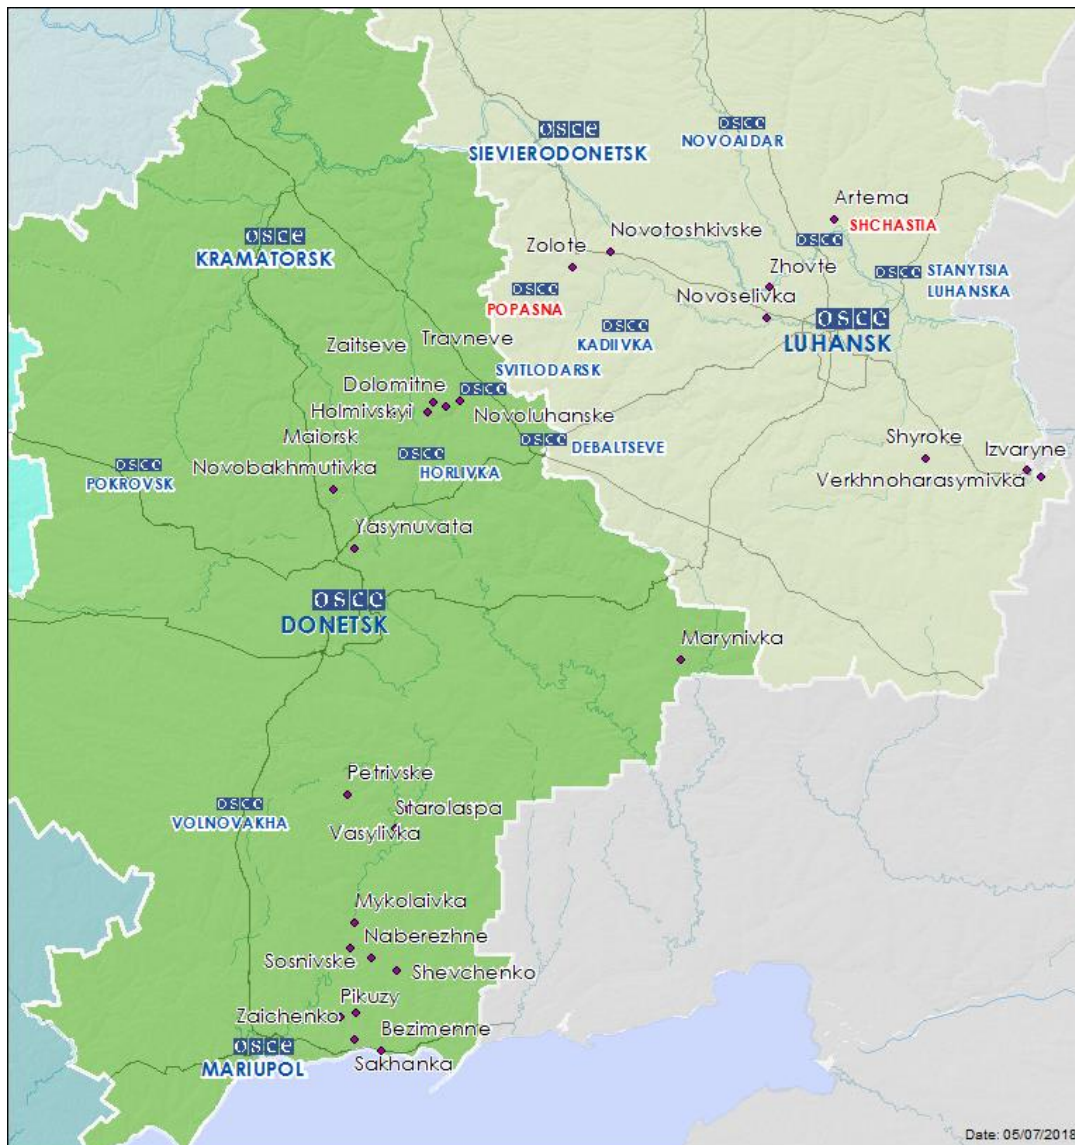 OSCE
SIEVIERODONETSK
OSCE
NOVOAIDAR
Artema
SHCHASTIA
OSCE
OSCE
KRAMATORSK
Novotoshkivske
Zolote
Zhovte
OSCE
STANYTSIA
LUHANSKA
OSCE
POPASNA
Novoselivka
OSCE
LUHANSK
OSCE
KADIIVKA
Travneve
Zaitseve
SVITLODARSK
OSCE
Dolomitne
Holmivskyi
Novoluhanske
Maiorsk
OSCE
DEBALTSEVE
OSCE
HORLIVKA
OSCE
POKROVSK
Novobakhmutivka
Shyroke
Izvaryne
Verkhnoharasymivka
Yasynuvata
OSCE
DONETSK
Marynivka
Petrivske
OSCE
VOLNOVAKHA
Starolaspa
Vasylivka
Mykolaivka
Naberezhne
Sosnivske
Shevchenko
Pikuzy
Zaichenko
Bezimenne
OSCE
MARIUPOL
Sakhanka
Date: 05/07/2018